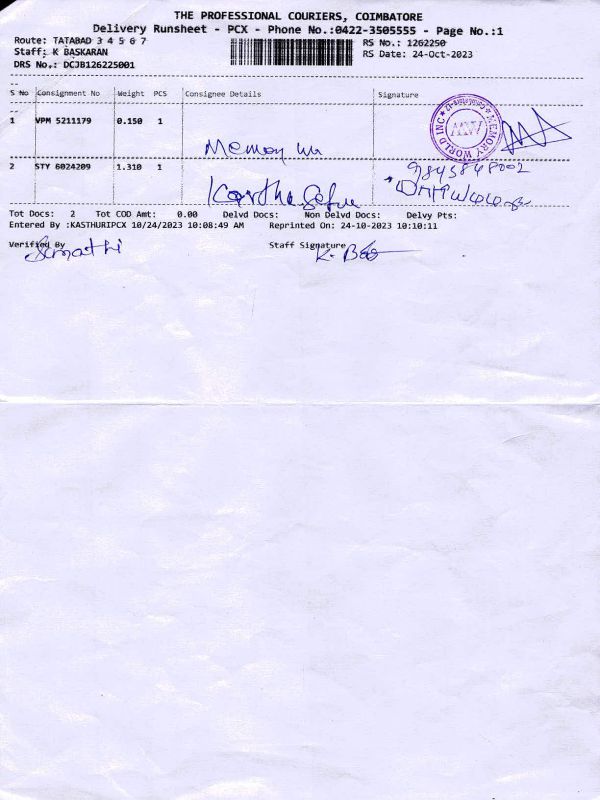 THE PROFESSIONAL COURIERS, COIMBATORE
Delivery Runsheet - PCX - Phone No.:0422-3505555 - Page No.:1
Route: TATABAD 3 4 5 6 7
RS No.: 1262250
Staff: K BASKARAN
RS Date: 24-Oct-2023
DRS No.: DCJB126225001
S No Consignment No Weight PCS Consignee Details Signature
1 VPM 5211179 0.150 1
Memory
MEMORY WORLD INC
2 STY 6024209 1.310 1
9843848002
Tot Docs: 2 Tot COD Amt: 0.00 Delvd Docs: Non Delvd Docs: Delvy Pts:
Entered By :KASTHURIPCX 10/24/2023 10:08:49 AM Reprinted On: 24-10-2023 10:10:11
Verified By Staff Signature